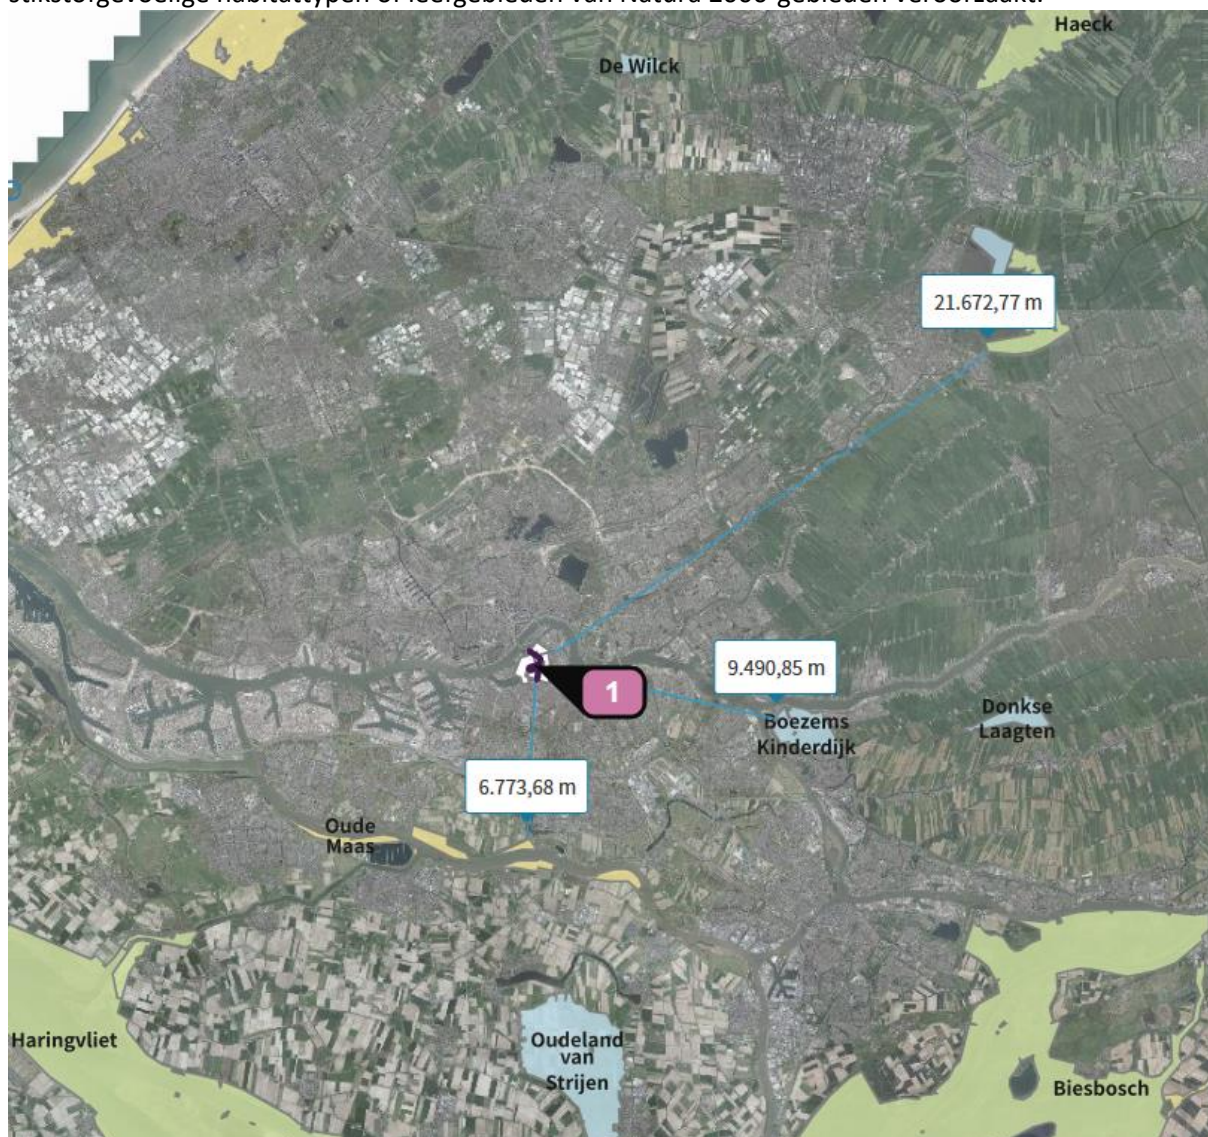 stikstofgevoelige habitattypen of leefgebieden van Natura 2000-gebieden veroorzaakt.
Haeck
De Wilck
21.672,77 m
9.490,85 m
1
Donkse
Laagten
Boezems
Kinderdijk
6.773,68 m
Oude
Maas
Haringvliet
Oudeland
van
Strijen
Biesbosch